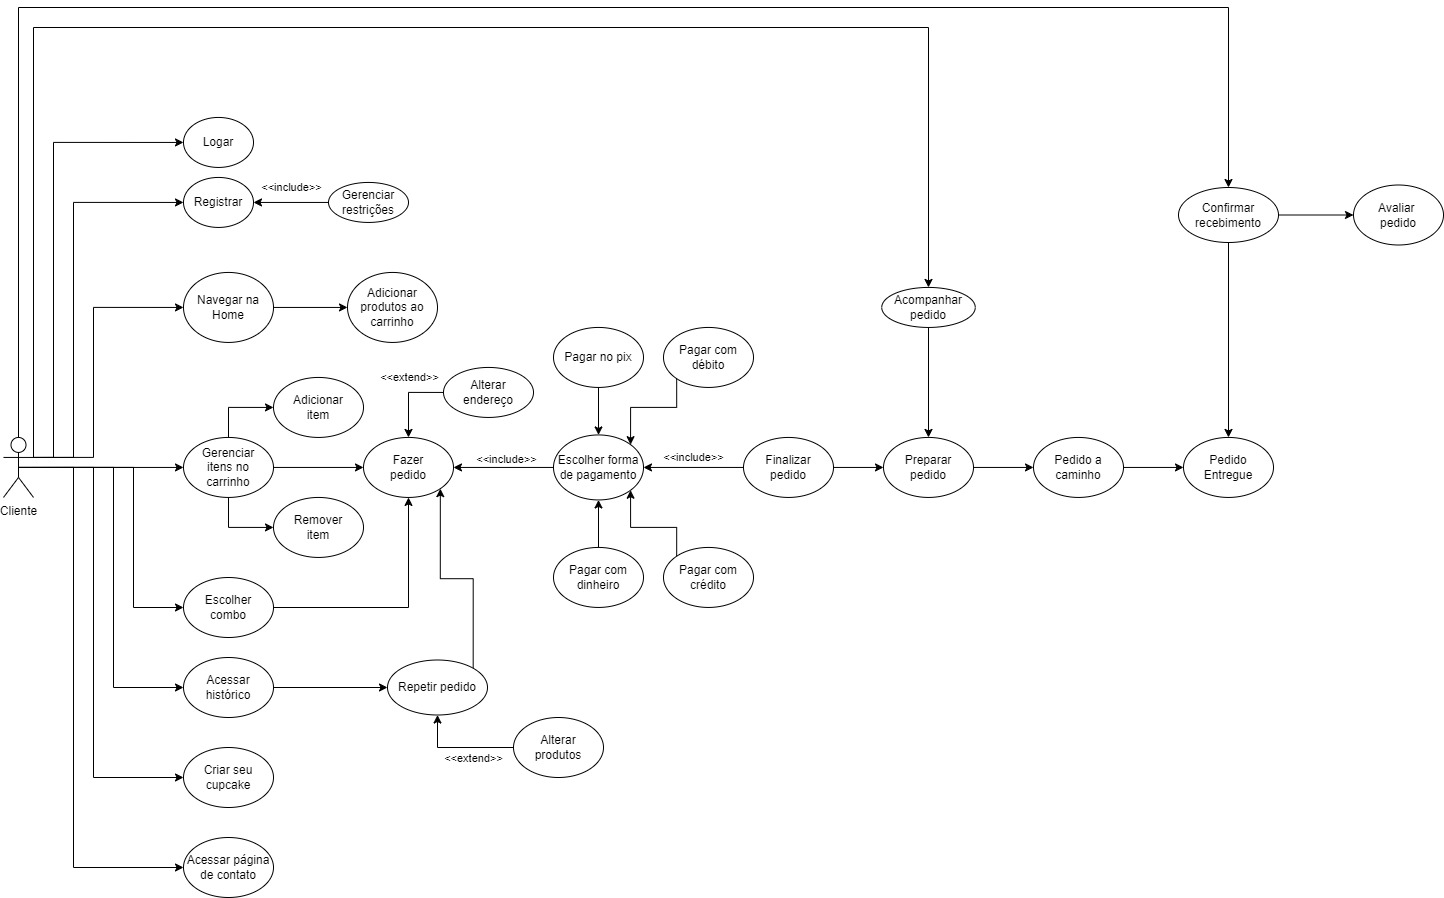 Logar
<<include>>
Registrar
Gerenciar
restrições
Confirmar
recebimento
Avaliar
pedido
Navegar na
Home
Adicionar
produtos ao
carrinho
Acompanhar
pedido
Pagar no pix
Pagar com
débito
<<extend>>
Alterar
endereço
Adicionar
item
Gerenciar
itens no
carrinho
Fazer
pedido
<<include>>
Escolher forma
de pagamento
<<include>>
Finalizar
pedido
Preparar
pedido
Pedido a
caminho
Pedido
Entregue
Cliente
Remover
item
Pagar com
dinheiro
Pagar com
crédito
Escolher
combo
Acessar
histórico
Repetir pedido
Alterar
produtos
<<extend>>
Criar seu
cupcake
Acessar página
de contato